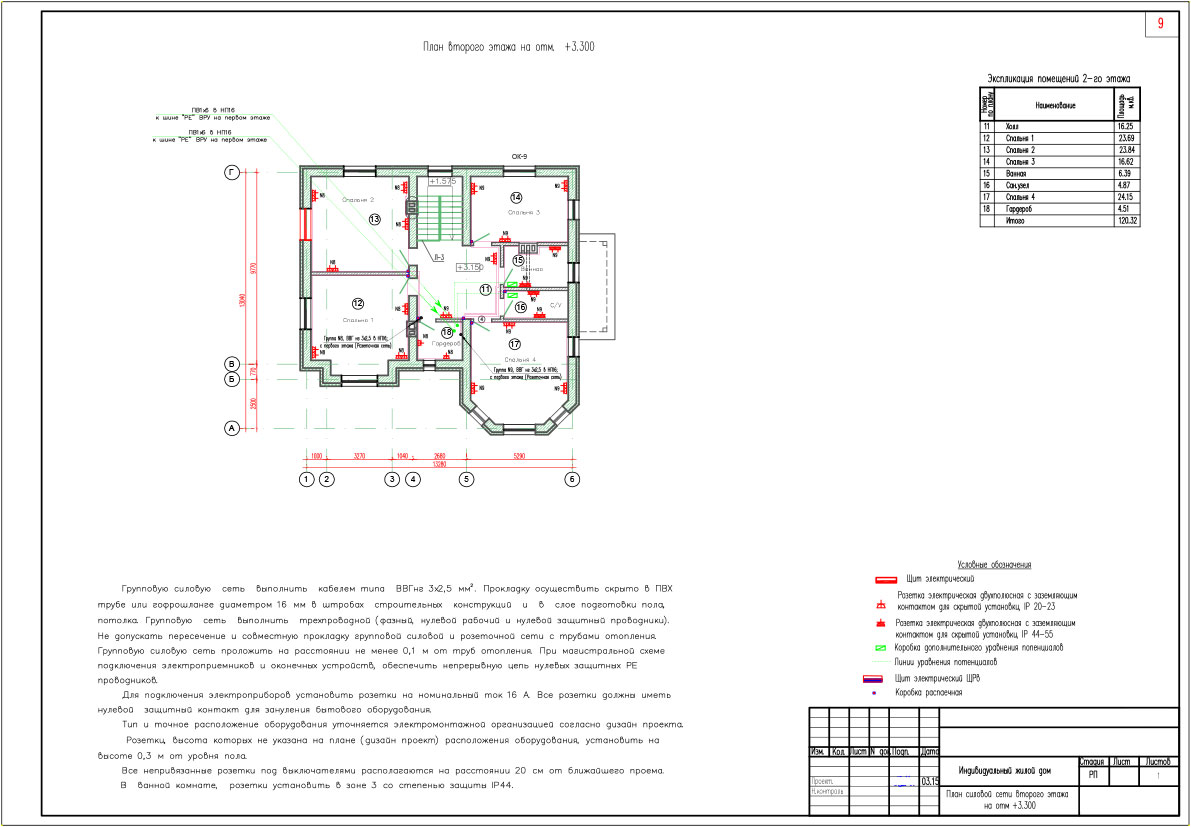 9
План второго этажа на отм. +3.300
Экспликация помещений 2-го этажа
Номер по плану
Наименование
Площадь м.кв.
11 Холл 16.25
12 Спальня 1 23.69
13 Спальня 2 23.84
14 Спальня 3 16.62
15 Ванная 6.39
16 Сан.узел 4.87
17 Спальня 4 24.15
18 Гардероб 4.51
Итого 120.32
ПВ1х6 В НП16
к шине "PE" ВРУ на первом этаже
ПВ1х6 В НП16
к шине "PE" ВРУ на первом этаже
ОК-9
+1.575
Спальня 2
13
14
Спальня 3
Л-3
+3.150
15
Ванная
11
16
С/У
12
Спальня 1
18
Гардероб
17
Спальня 4
4
Группа N8, ВВГ нг 3х2,5 В НП16;
с первого этажа (Розеточная сеть)
Группа N9, ВВГ нг 3х2,5 В НП16;
с первого этажа (Розеточная сеть)
N8
N9
Г
В
Б
А
13040
9770
770
2500
1000 3270 1040 2680 5290
13280
1 2 3 4 5 6
Групповую силовую сеть выполнить кабелем типа ВВГнг 3х2,5 мм². Прокладку осуществить скрыто в ПВХ
трубе или гофрошланге диаметром 16 мм в штробах строительных конструкций и в слое подготовки пола,
потолка. Групповую сеть выполнить трехпроводной (фазный, нулевой рабочий и нулевой защитный проводники).
Не допускать пересечение и совместную прокладку групповой силовой и розеточной сети с трубами отопления.
Групповую силовую сеть проложить на расстоянии не менее 0,1 м от труб отопления. При магистральной схеме
подключения электроприемников и оконечных устройств, обеспечить непрерывную цепь нулевых защитных PE
проводников.
Для подключения электроприборов установить розетки на номинальный ток 16 А. Все розетки должны иметь
нулевой защитный контакт для зануления бытового оборудования.
Тип и точное расположение оборудования уточняется электромонтажной организацией согласно дизайн проекта.
Розетки, высота которых не указана на плане (дизайн проект) расположения оборудования, установить на
высоте 0,3 м от уровня пола.
Все непривязанные розетки под выключателями располагаются на расстоянии 20 см от ближайшего проема.
В ванной комнате, розетки установить в зоне 3 со степенью защиты IP44.
Условные обозначения
Щит электрический
Розетка электрическая двухполюсная с заземляющим
контактом для скрытой установки, IP 20-23
Розетка электрическая двухполюсная с заземляющим
контактом для скрытой установки, IP 44-55
Коробка дополнительного уравнения потенциалов
Линии уравнения потенциалов
Щит электрический ЩРв
Коробка распаечная
Изм. Кол. Лист N док. Подп. Дата
Проект. 03.15
Н.контроль
Индивидуальный жилой дом
Стадия Лист Листов
РП 1
План силовой сети второго этажа
на отм +3.300